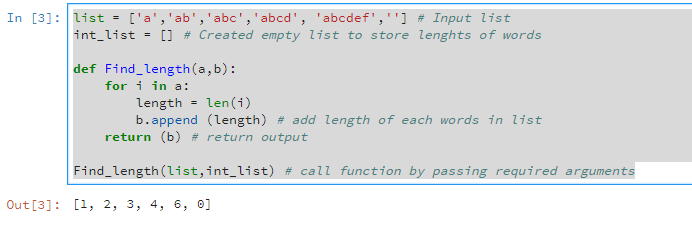 In [3]: list = ['a','ab','abc','abcd', 'abcdef',''] # Input list
int_list = [] # Created empty list to store lenghts of words
def Find_length(a,b):
for i in a:
length = len(i)
b.append (length) # add length of each words in list
return (b) # return output
Find_length(list,int_list) # call function by passing required arguments
Out[3]: [1, 2, 3, 4, 6, 0]